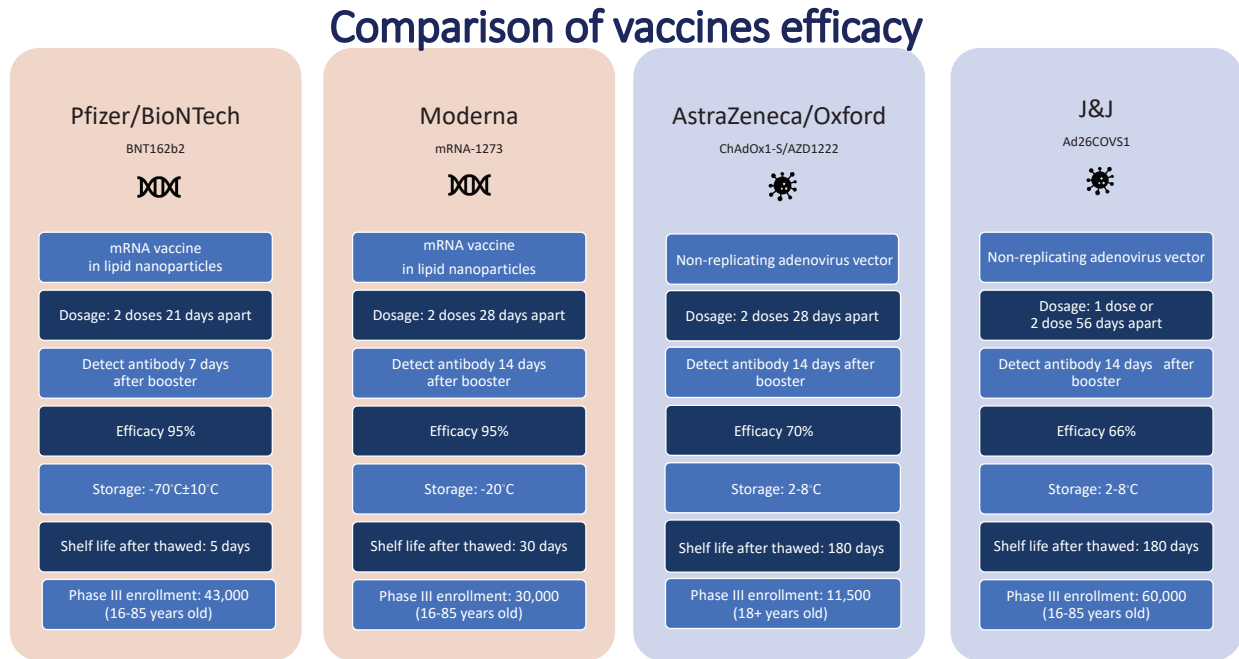 Comparison of vaccines efficacy
Pfizer/BioNTech
BNT162b2
mRNA vaccine
in lipid nanoparticles
Dosage: 2 doses 21 days apart
Detect antibody 7 days
after booster
Efficacy 95%
Storage: -70°C±10°C
Shelf life after thawed: 5 days
Phase III enrollment: 43,000
(16-85 years old)
Moderna
mRNA-1273
mRNA vaccine
in lipid nanoparticles
Dosage: 2 doses 28 days apart
Detect antibody 14 days
after booster
Efficacy 95%
Storage: -20°C
Shelf life after thawed: 30 days
Phase III enrollment: 30,000
(16-85 years old)
AstraZeneca/Oxford
ChAdOx1-S/AZD1222
Non-replicating adenovirus vector
Dosage: 2 doses 28 days apart
Detect antibody 14 days after
booster
Efficacy 70%
Storage: 2-8°C
Shelf life after thawed: 180 days
Phase III enrollment: 11,500
(18+ years old)
J&J
Ad26COVS1
Non-replicating adenovirus vector
Dosage: 1 dose or
2 dose 56 days apart
Detect antibody 14 days after
booster
Efficacy 66%
Storage: 2-8°C
Shelf life after thawed: 180 days
Phase III enrollment: 60,000
(16-85 years old)